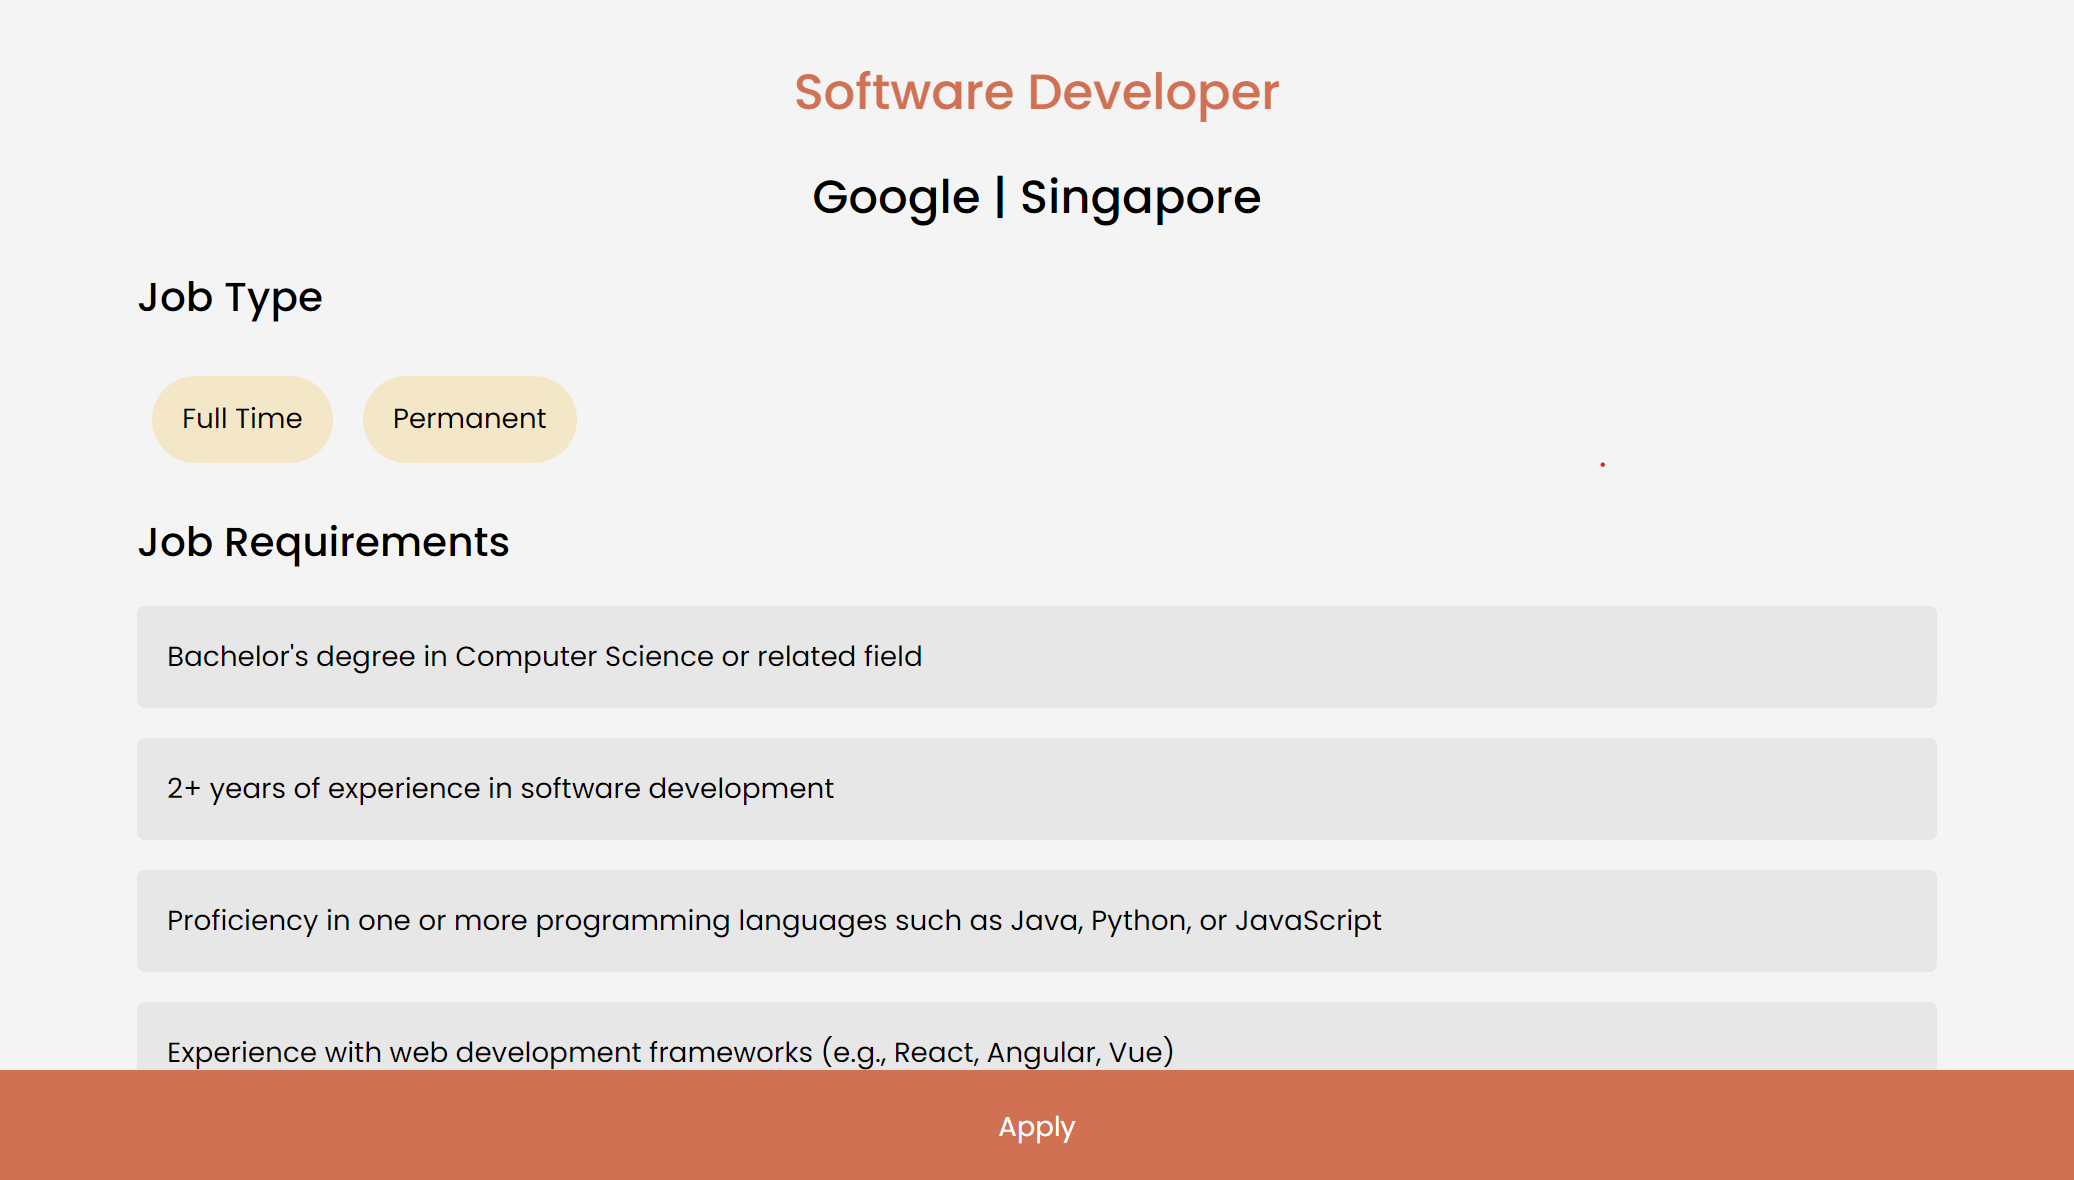 Software Developer
Google | Singapore
Job Type
Full Time
Permanent
Job Requirements
Bachelor's degree in Computer Science or related field
2+ years of experience in software development
Proficiency in one or more programming languages such as Java, Python, or JavaScript
Experience with web development frameworks (e.g., React, Angular, Vue)
Apply